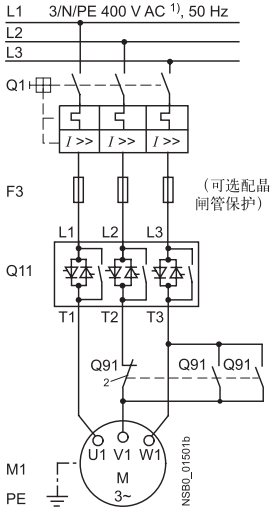 L1 3/N/PE 400 V AC 1), 50 Hz
L2
L3
Q1
I >> I >> I >>
F3
(可选配晶
闸管保护)
L1 L2 L3
Q11
T1 T2 T3
Q91 Q91 Q91
2
U1 V1 W1
M1
M
3~
PE
NSB0_01501b